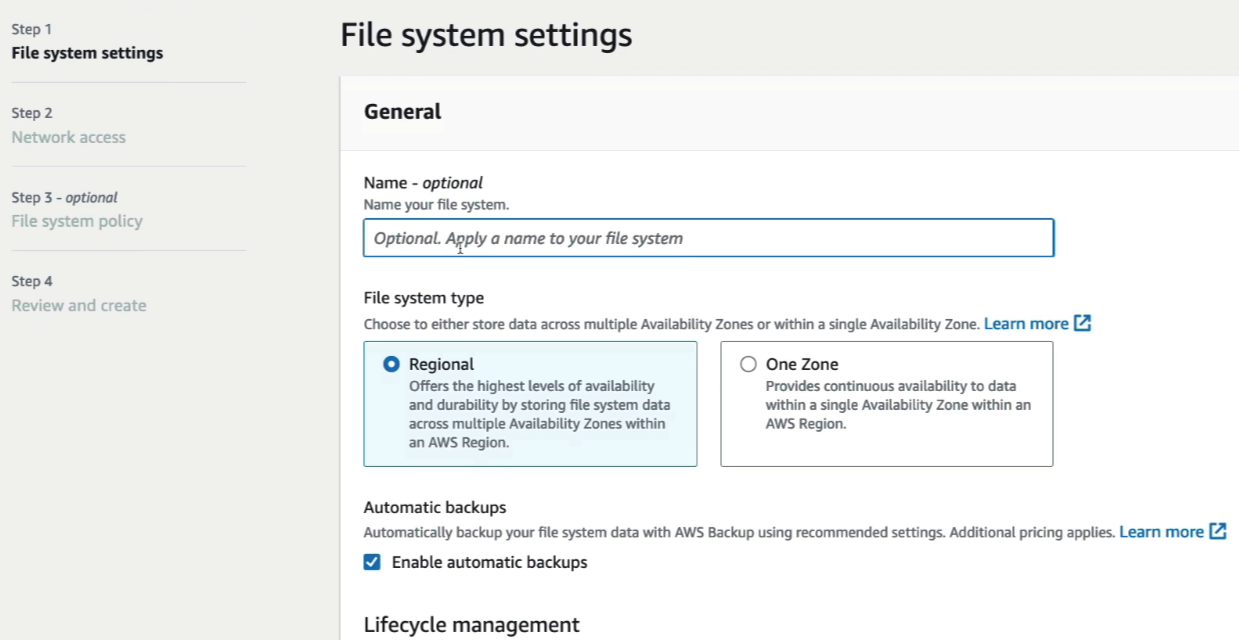 Step 1
File system settings
Step 2
Network access
Step 3 - optional
File system policy
Step 4
Review and create
File system settings
General
Name - optional
Name your file system.
Optional. Apply a name to your file system
File system type
Choose to either store data across multiple Availability Zones or within a single Availability Zone. Learn more
Regional
Offers the highest levels of availability
and durability by storing file system data
across multiple Availability Zones within
an AWS Region.
One Zone
Provides continuous availability to data
within a single Availability Zone within an
AWS Region.
Automatic backups
Automatically backup your file system data with AWS Backup using recommended settings. Additional pricing applies. Learn more
Enable automatic backups
Lifecycle management